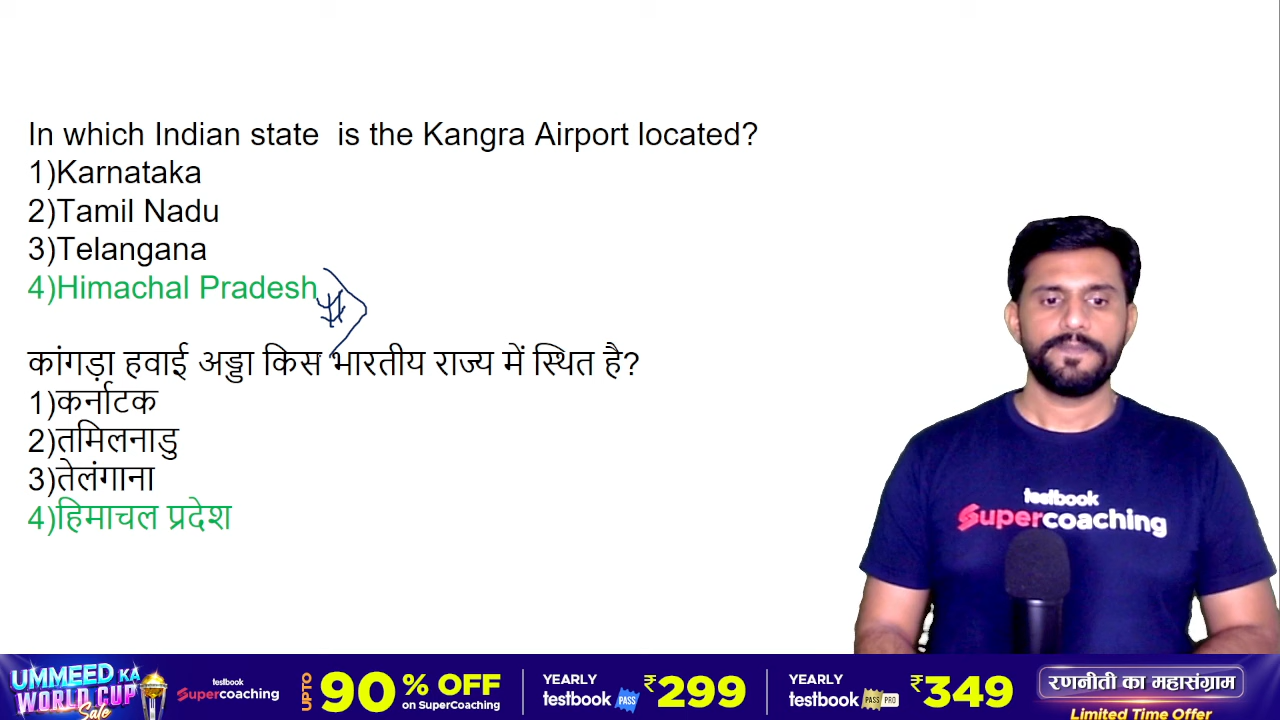 In which Indian state  is the Kangra Airport located?
1)Karnataka
2)Tamil Nadu
3)Telangana
4)Himachal Pradesh
कांगड़ा हवाई अड्डा किस भारतीय राज्य में स्थित है?
1)कर्नाटक
2)तमिलनाडु
3)तेलंगाना
4)हिमाचल प्रदेश
testbook
Supercoaching
UMMEED KA
WORLD CUP
Sale
testbook
Supercoaching
UPTO 90% OFF
on SuperCoaching
YEARLY
testbook PASS ₹299
YEARLY
testbook PASS PRO ₹349
रणनीती का महासंग्राम
Limited Time Offer